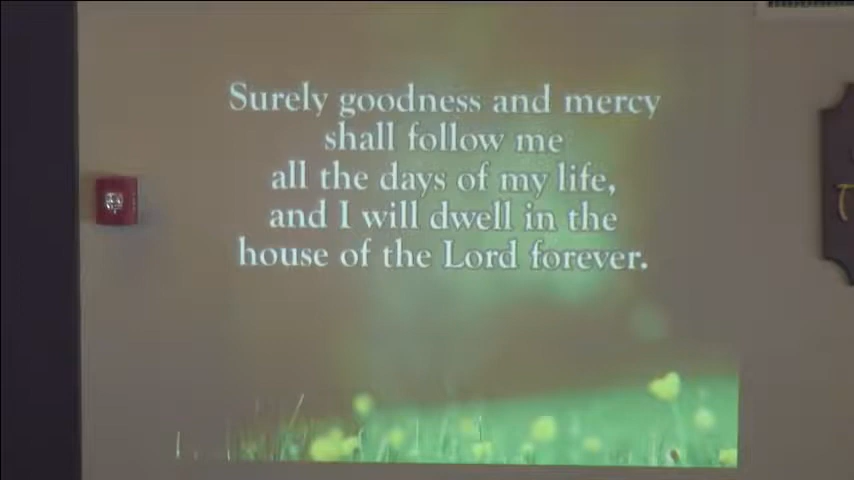 Surely goodness and mercy
shall follow me
all the days of my life,
and I will dwell in the
house of the Lord forever.